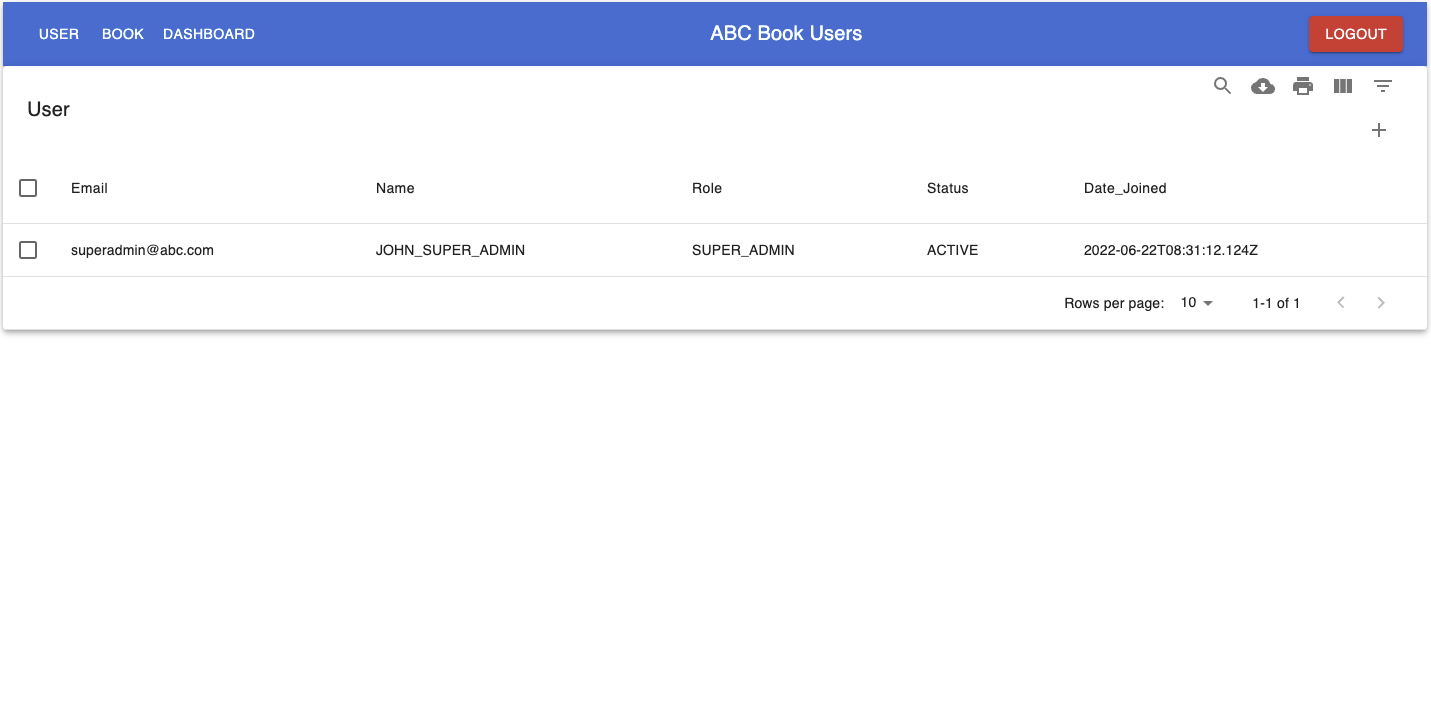 USER BOOK DASHBOARD ABC Book Users LOGOUT
User
Email Name Role Status Date_Joined
superadmin@abc.com JOHN_SUPER_ADMIN SUPER_ADMIN ACTIVE 2022-06-22T08:31:12.124Z
Rows per page: 10 1-1 of 1